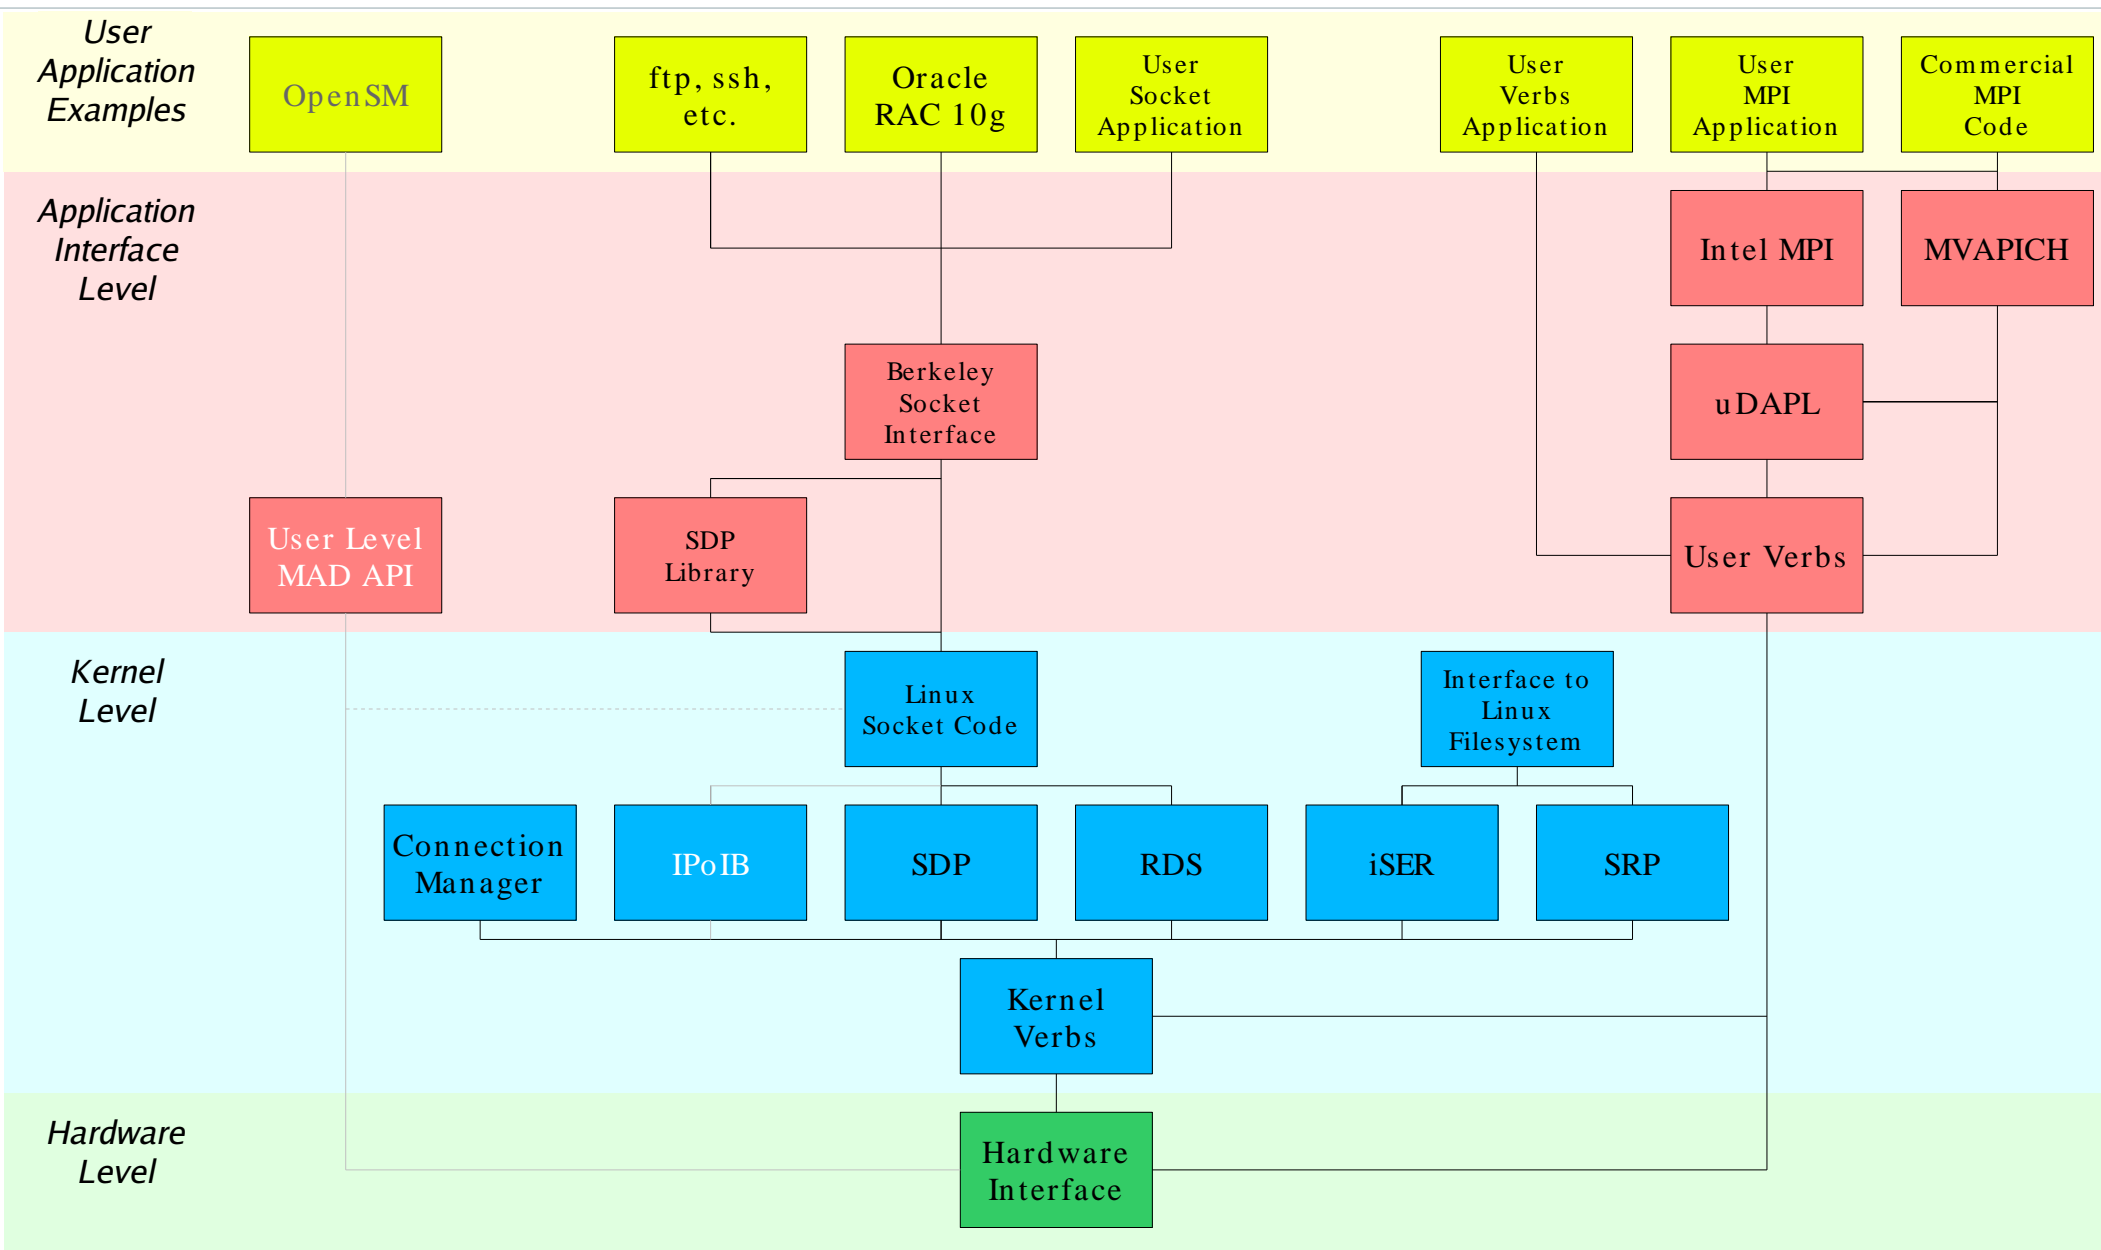 User
Application
Examples
OpenSM
ftp, ssh,
etc.
Oracle
RAC 10g
User
Socket
Application
User
Verbs
Application
User
MPI
Application
Commercial
MPI
Code
Application
Interface
Level
Intel MPI
MVAPICH
Berkeley
Socket
Interface
uDAPL
User Level
MAD API
SDP
Library
User Verbs
Kernel
Level
Linux
Socket Code
Interface to
Linux
Filesystem
Connection
Manager
IPoIB
SDP
RDS
iSER
SRP
Kernel
Verbs
Hardware
Level
Hardware
Interface